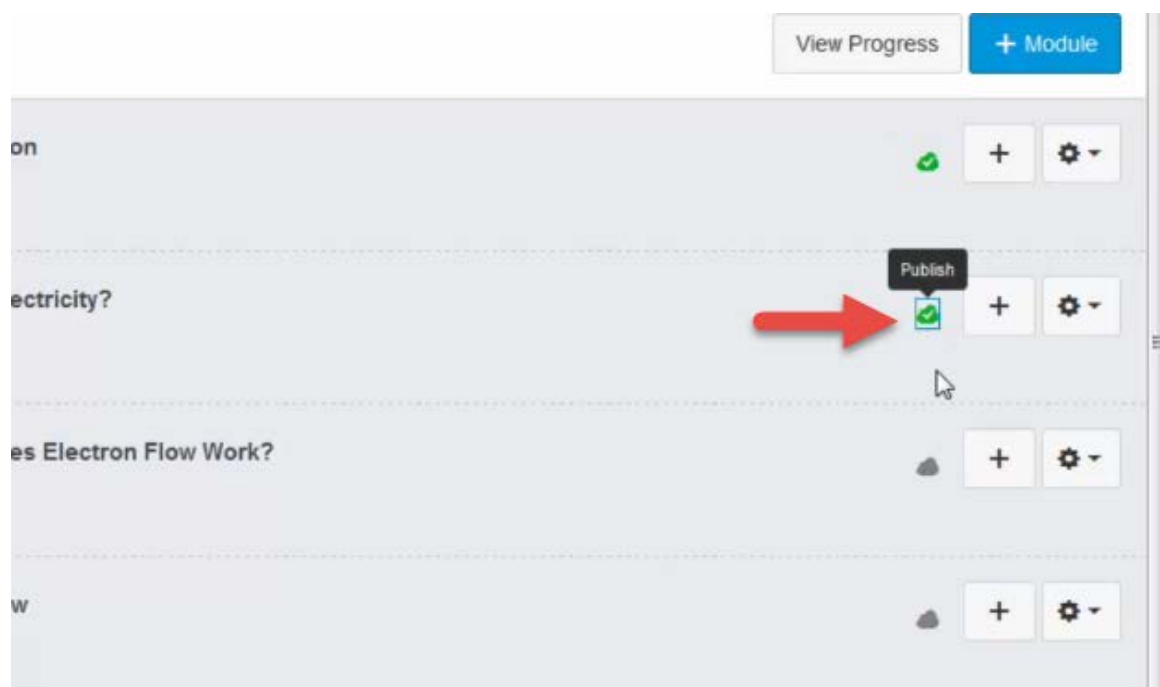 View Progress
+ Module
on
Publish
ectricity?
es Electron Flow Work?
w